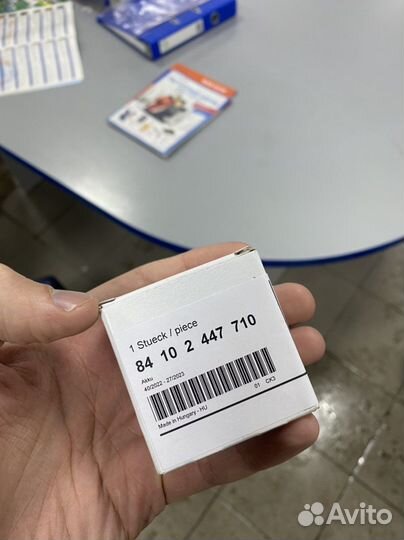 1 Stueck / piece
84 10 2 447 710
Akku
40/2022 - 27/2023
Made in Hungary - HU
01 CK3
Avito